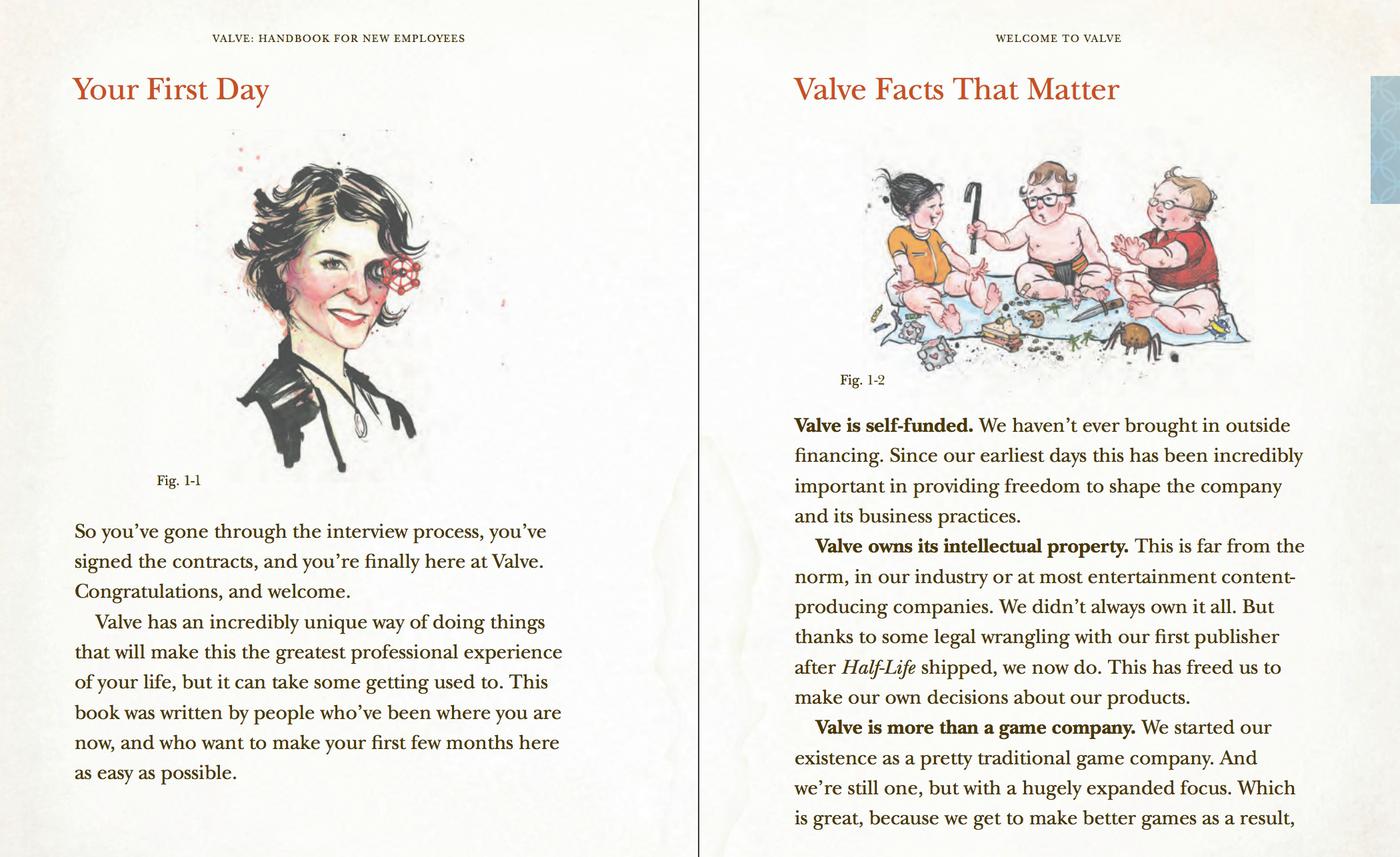 VALVE: HANDBOOK FOR NEW EMPLOYEES
Your First Day
Fig. 1-1
So you’ve gone through the interview process, you’ve
signed the contracts, and you’re finally here at Valve.
Congratulations, and welcome.
Valve has an incredibly unique way of doing things
that will make this the greatest professional experience
of your life, but it can take some getting used to. This
book was written by people who’ve been where you are
now, and who want to make your first few months here
as easy as possible.
WELCOME TO VALVE
Valve Facts That Matter
Fig. 1-2
Valve is self-funded. We haven’t ever brought in outside
financing. Since our earliest days this has been incredibly
important in providing freedom to shape the company
and its business practices.
Valve owns its intellectual property. This is far from the
norm, in our industry or at most entertainment content-
producing companies. We didn’t always own it all. But
thanks to some legal wrangling with our first publisher
after Half-Life shipped, we now do. This has freed us to
make our own decisions about our products.
Valve is more than a game company. We started our
existence as a pretty traditional game company. And
we’re still one, but with a hugely expanded focus. Which
is great, because we get to make better games as a result,